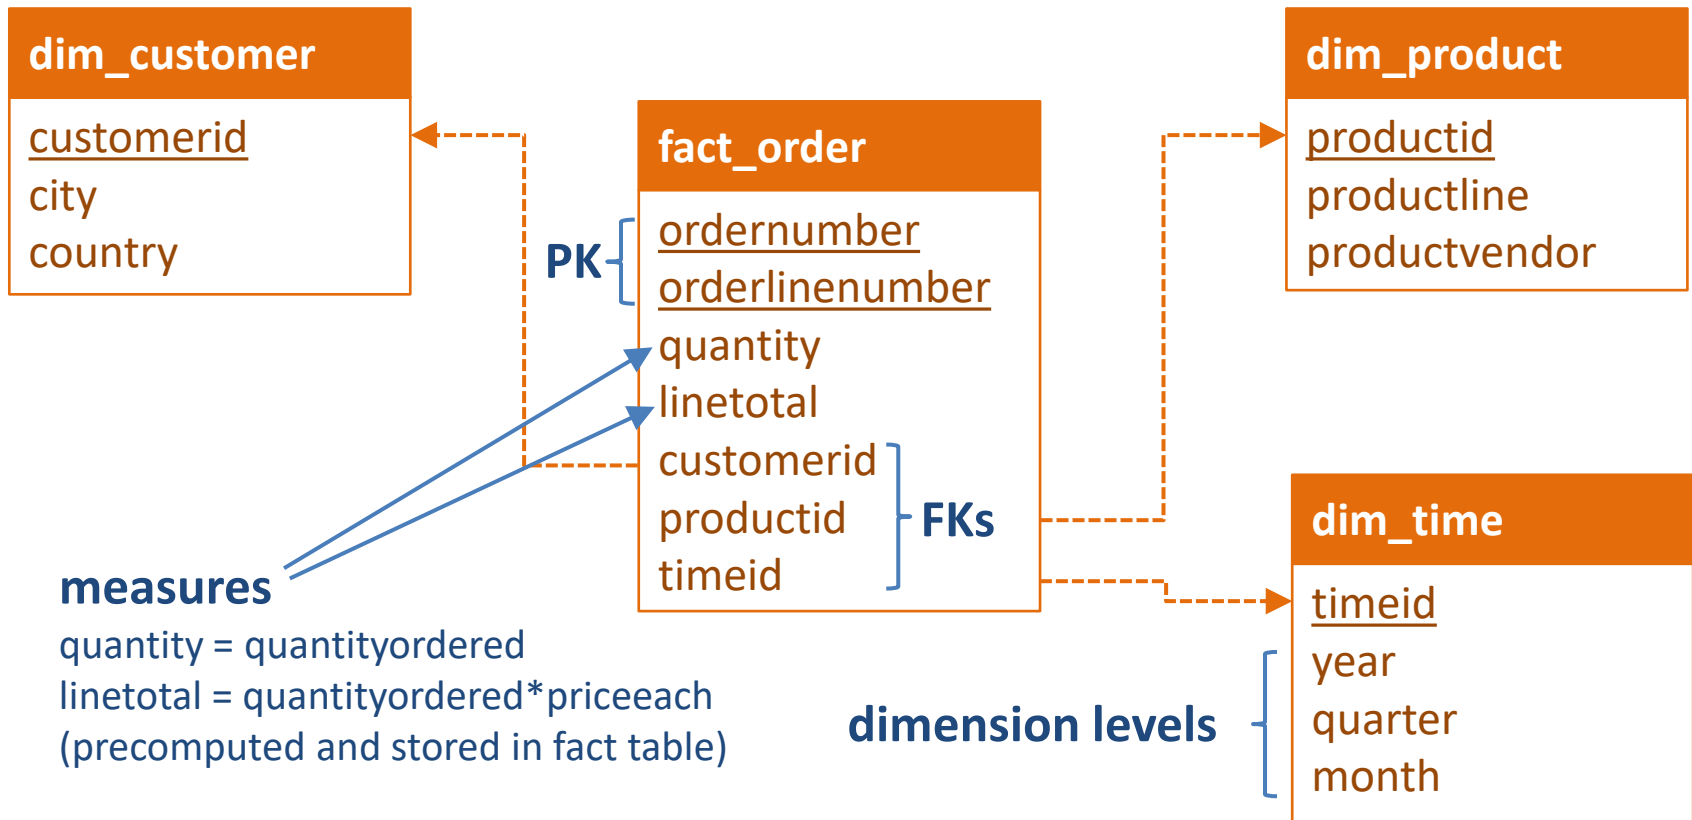 dim_customer
customerid
city
country
fact_order
PK
ordernumber
orderlinenumber
quantity
linetotal
customerid
productid
timeid
FKs
dim_product
productid
productline
productvendor
dim_time
timeid
year
quarter
month
dimension levels
measures
quantity = quantityordered
linetotal = quantityordered*priceeach
(precomputed and stored in fact table)